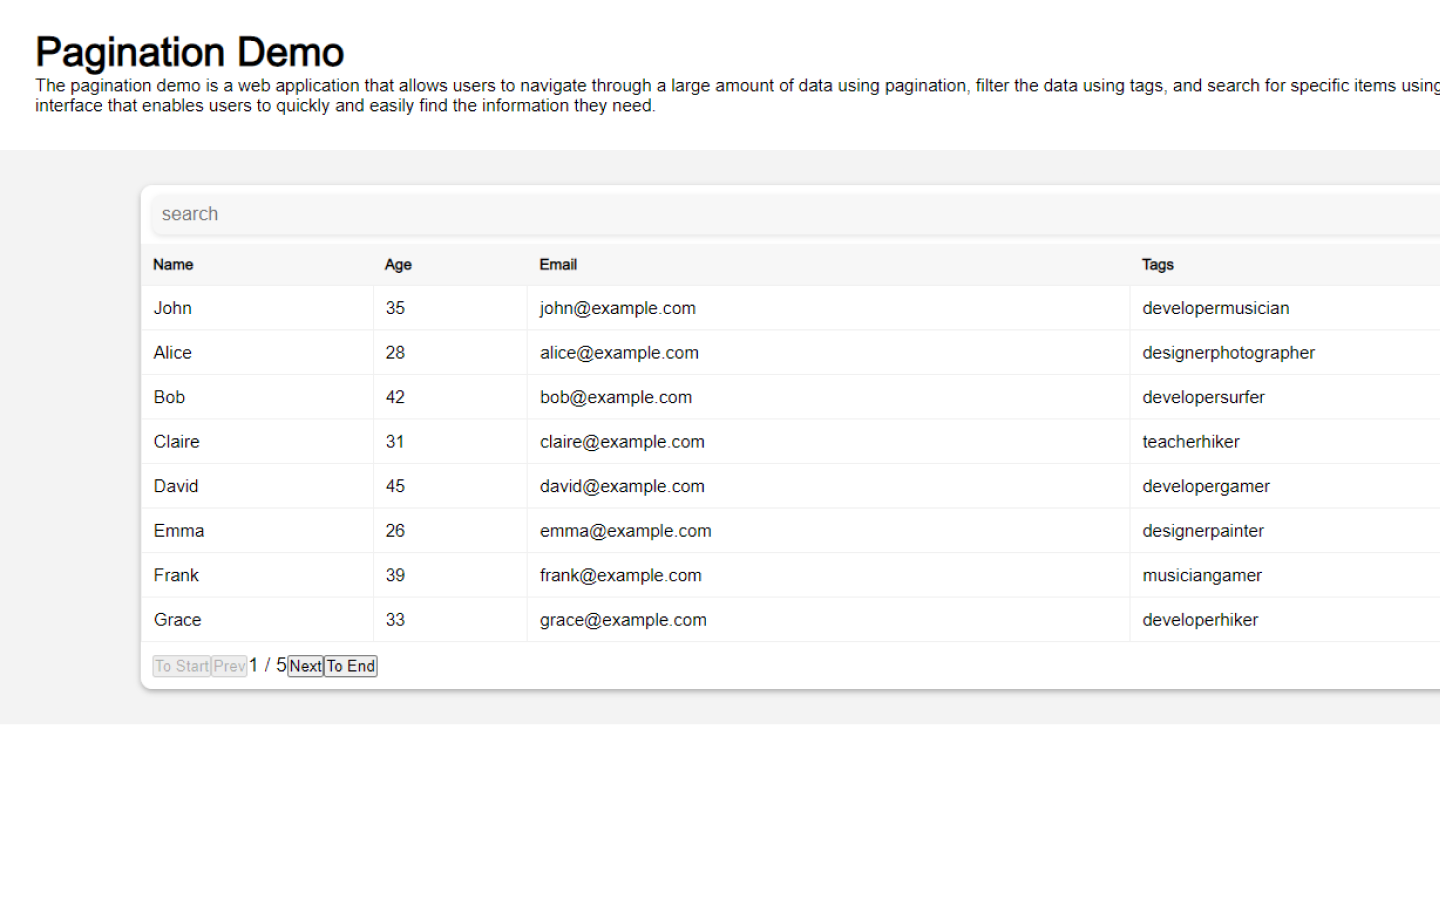 Pagination Demo
The pagination demo is a web application that allows users to navigate through a large amount of data using pagination, filter the data using tags, and search for specific items using
interface that enables users to quickly and easily find the information they need.
search
Name Age Email Tags
John 35 john@example.com developermusician
Alice 28 alice@example.com designerphotographer
Bob 42 bob@example.com developersurfer
Claire 31 claire@example.com teacherhiker
David 45 david@example.com developergamer
Emma 26 emma@example.com designerpainter
Frank 39 frank@example.com musiciangamer
Grace 33 grace@example.com developerhiker
To Start Prev 1 / 5 Next To End